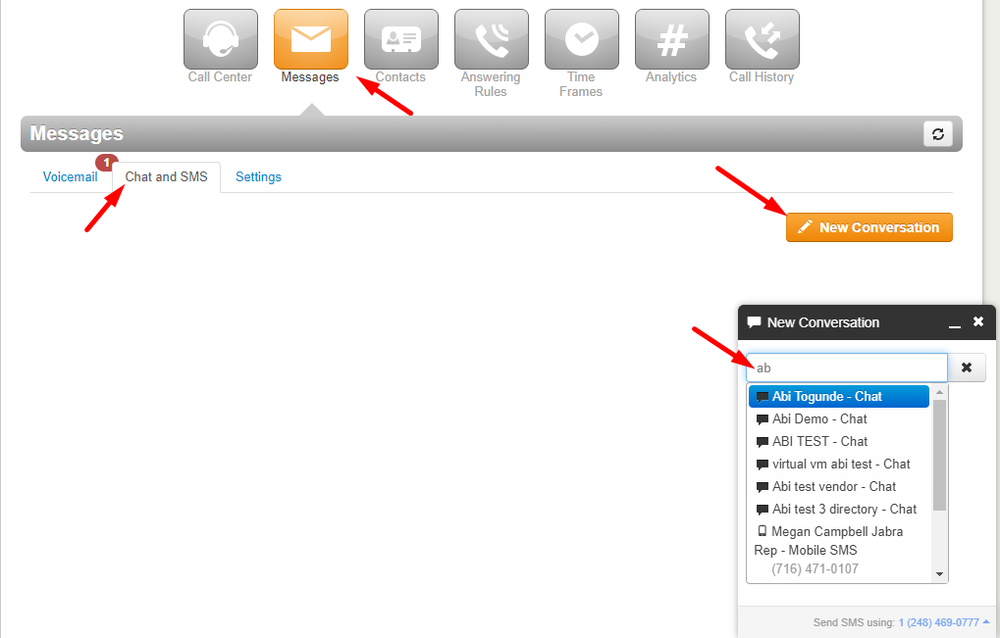 Call Center
Messages
Contacts
Answering
Rules
Time
Frames
#
Analytics
Call History
Messages
Voicemail
1
Chat and SMS
Settings
New Conversation
New Conversation
ab
Abi Togunde - Chat
Abi Demo - Chat
ABI TEST - Chat
virtual vm abi test - Chat
Abi test vendor - Chat
Abi test 3 directory - Chat
Megan Campbell Jabra
Rep - Mobile SMS
(716) 471-0107
Send SMS using: 1 (248) 469-0777